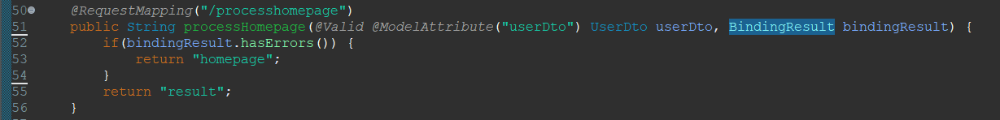 50 @RequestMapping("/processhomepage")
51 public String processHomepage(@Valid @ModelAttribute("userDto") UserDto userDto, BindingResult bindingResult) {
52 if(bindingResult.hasErrors()) {
53 return "homepage";
54 }
55 return "result";
56 }